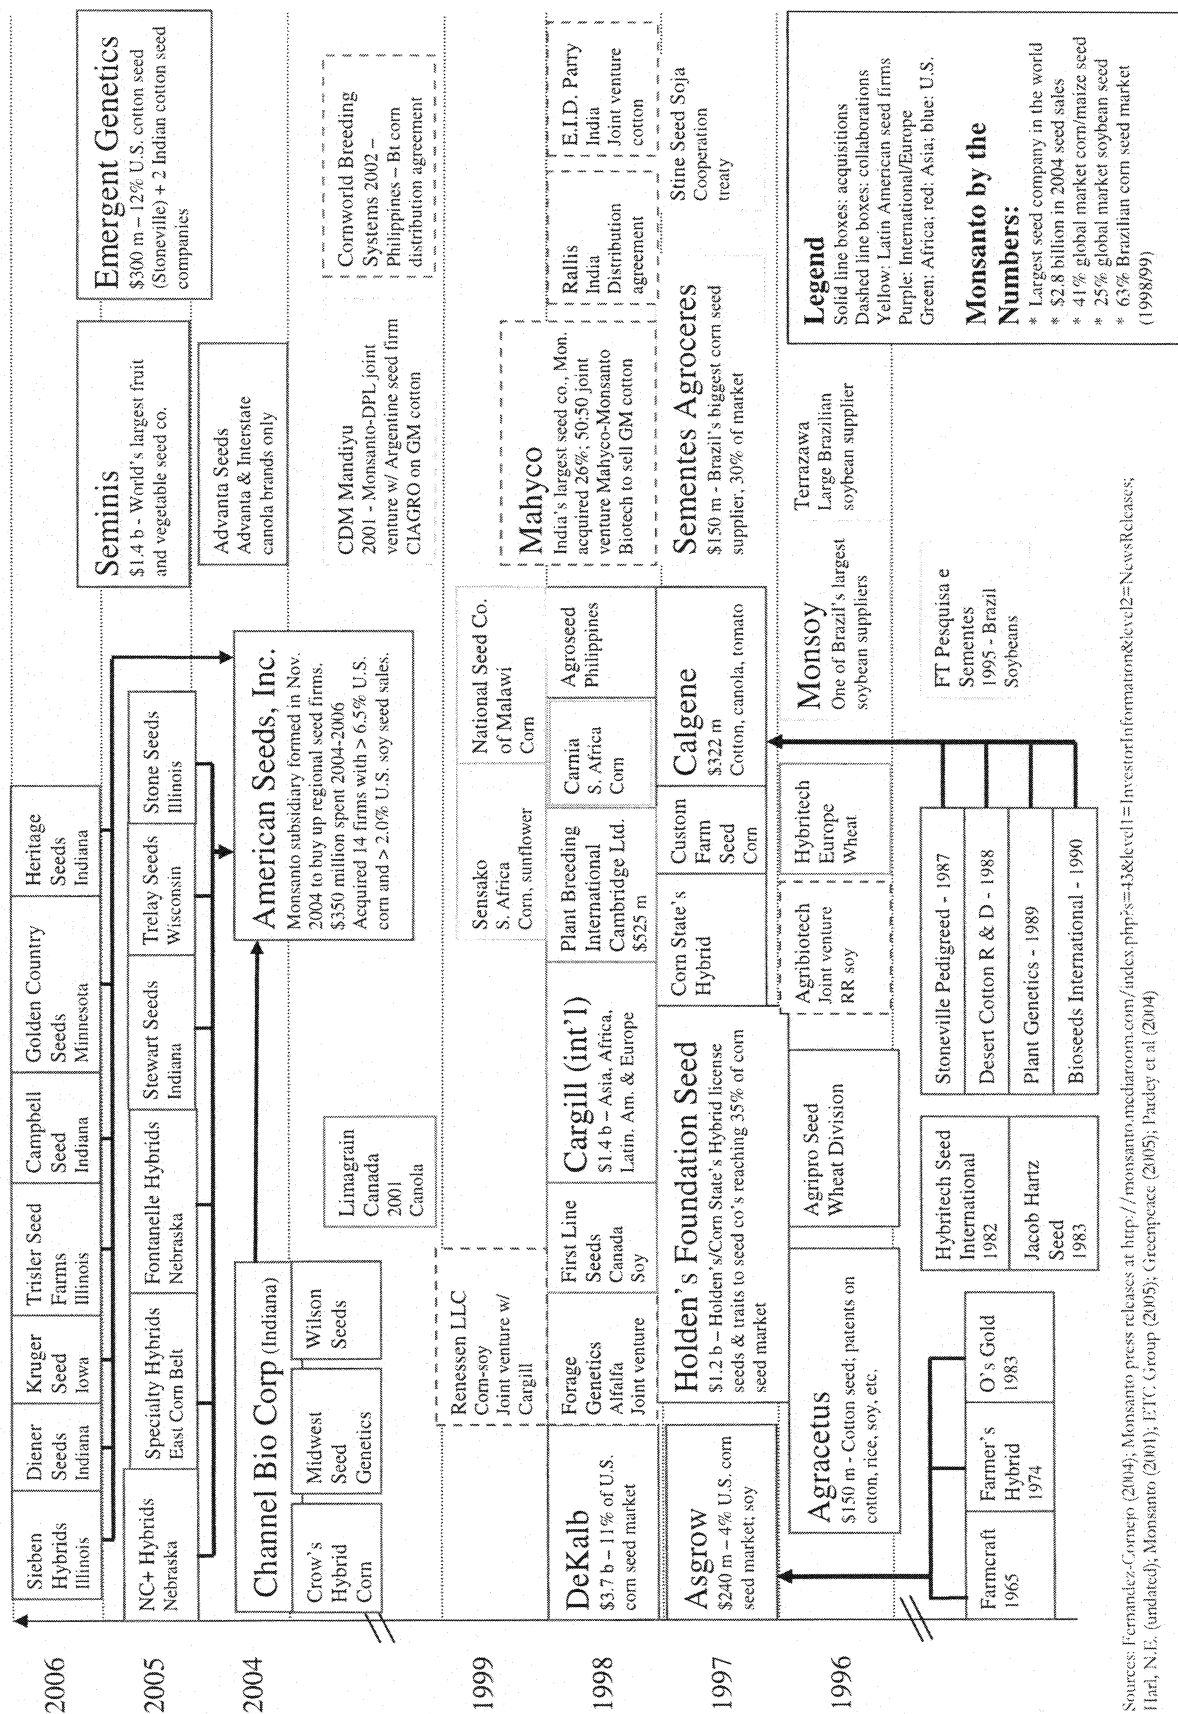 2006
Sieben
Hybrids
Illinois
Diener
Seeds
Indiana
Kruger
Seed
Iowa
Trisler Seed
Farms
Illinois
Campbell
Seed
Indiana
Golden Country
Seeds
Minnesota
Heritage
Seeds
Indiana
2005
NC+ Hybrids
Nebraska
Specialty Hybrids
East Corn Belt
Fontanelle Hybrids
Nebraska
Stewart Seeds
Indiana
Trelay Seeds
Wisconsin
Stone Seeds
Illinois
Seminis
$1.4 b - World's largest fruit
and vegetable seed co.
Emergent Genetics
$300 m – 12% U.S. cotton seed
(Stoneville) + 2 Indian cotton seed
companies
2004
Channel Bio Corp (Indiana)
Crow's
Hybrid
Corn
Midwest
Seed
Genetics
Wilson
Seeds
American Seeds, Inc.
Monsanto subsidiary formed in Nov.
2004 to buy up regional seed firms.
$350 million spent 2004-2006
Acquired 14 firms with > 6.5% U.S.
corn and > 2.0% U.S. soy seed sales.
Advanta Seeds
Advanta & Interstate
canola brands only
Limagrain
Canada
2001
Canola
CDM Mandiyu
2001 - Monsanto-DPL joint
venture w/ Argentine seed firm
CIAGRO on GM cotton
Cornworld Breeding
Systems 2002 –
Philippines – Bt corn
distribution agreement
1999
Renessen LLC
Corn-soy
Joint venture w/
Cargill
Sensako
S. Africa
Corn, sunflower
National Seed Co.
of Malawi
Corn
Mahyco
India's largest seed co., Mon.
acquired 26%; 50:50 joint
venture Mahyco-Monsanto
Biotech to sell GM cotton
1998
DeKalb
$3.7 b – 11% of U.S.
corn seed market
Forage
Genetics
Alfalfa
Joint venture
First Line
Seeds
Canada
Soy
Cargill (int'l)
$1.4 b – Asia, Africa,
Latin. Am. & Europe
Plant Breeding
International
Cambridge Ltd.
$525 m
Carnia
S. Africa
Corn
Agroseed
Philippines
Rallis
India
Distribution
agreement
E.I.D. Parry
India
Joint venture
cotton
1997
Asgrow
$240 m – 4% U.S. corn
seed market; soy
Holden's Foundation Seed
$1.2 b – Holden's/Corn State's Hybrid license
seeds & traits to seed co's reaching 35% of corn
seed market
Corn State's
Hybrid
Custom
Farm
Seed
Corn
Calgene
$322 m
Cotton, canola, tomato
Sementes Agroceres
$150 m - Brazil's biggest corn seed
supplier, 30% of market
Stine Seed Soja
Cooperation
treaty
1996
Agracetus
$150 m - Cotton seed; patents on
cotton, rice, soy, etc.
Agripro Seed
Wheat Division
Agribiotech
Joint venture
RR soy
Hybritech
Europe
Wheat
Monsoy
One of Brazil's largest
soybean suppliers
Terrazawa
Large Brazilian
soybean supplier
Farmcraft
1965
Farmer's
Hybrid
1974
O's Gold
1983
Hybritech Seed
International
1982
Jacob Hartz
Seed
1983
Stoneville Pedigreed - 1987
Desert Cotton R & D - 1988
Plant Genetics - 1989
Bioseeds International - 1990
FT Pesquisa e
Sementes
1995 - Brazil
Soybeans
Legend
Solid line boxes: acquisitions
Dashed line boxes: collaborations
Yellow: Latin American seed firms
Purple: International/Europe
Green: Africa; red: Asia; blue: U.S.
Monsanto by the
Numbers:
* Largest seed company in the world
* $2.8 billion in 2004 seed sales
* 41% global market corn/maize seed
* 25% global market soybean seed
* 63% Brazilian corn seed market
(1998/99)
Sources: Fernandez-Cornejo (2004); Monsanto press releases at http://monsanto.mediaroom.com/index.php?s=43&level1=InvestorInformation&level2=NewsReleases;
Harl, N.E. (undated); Monsanto (2001); ETC Group (2005); Greenpeace (2005); Pardey et al (2004)